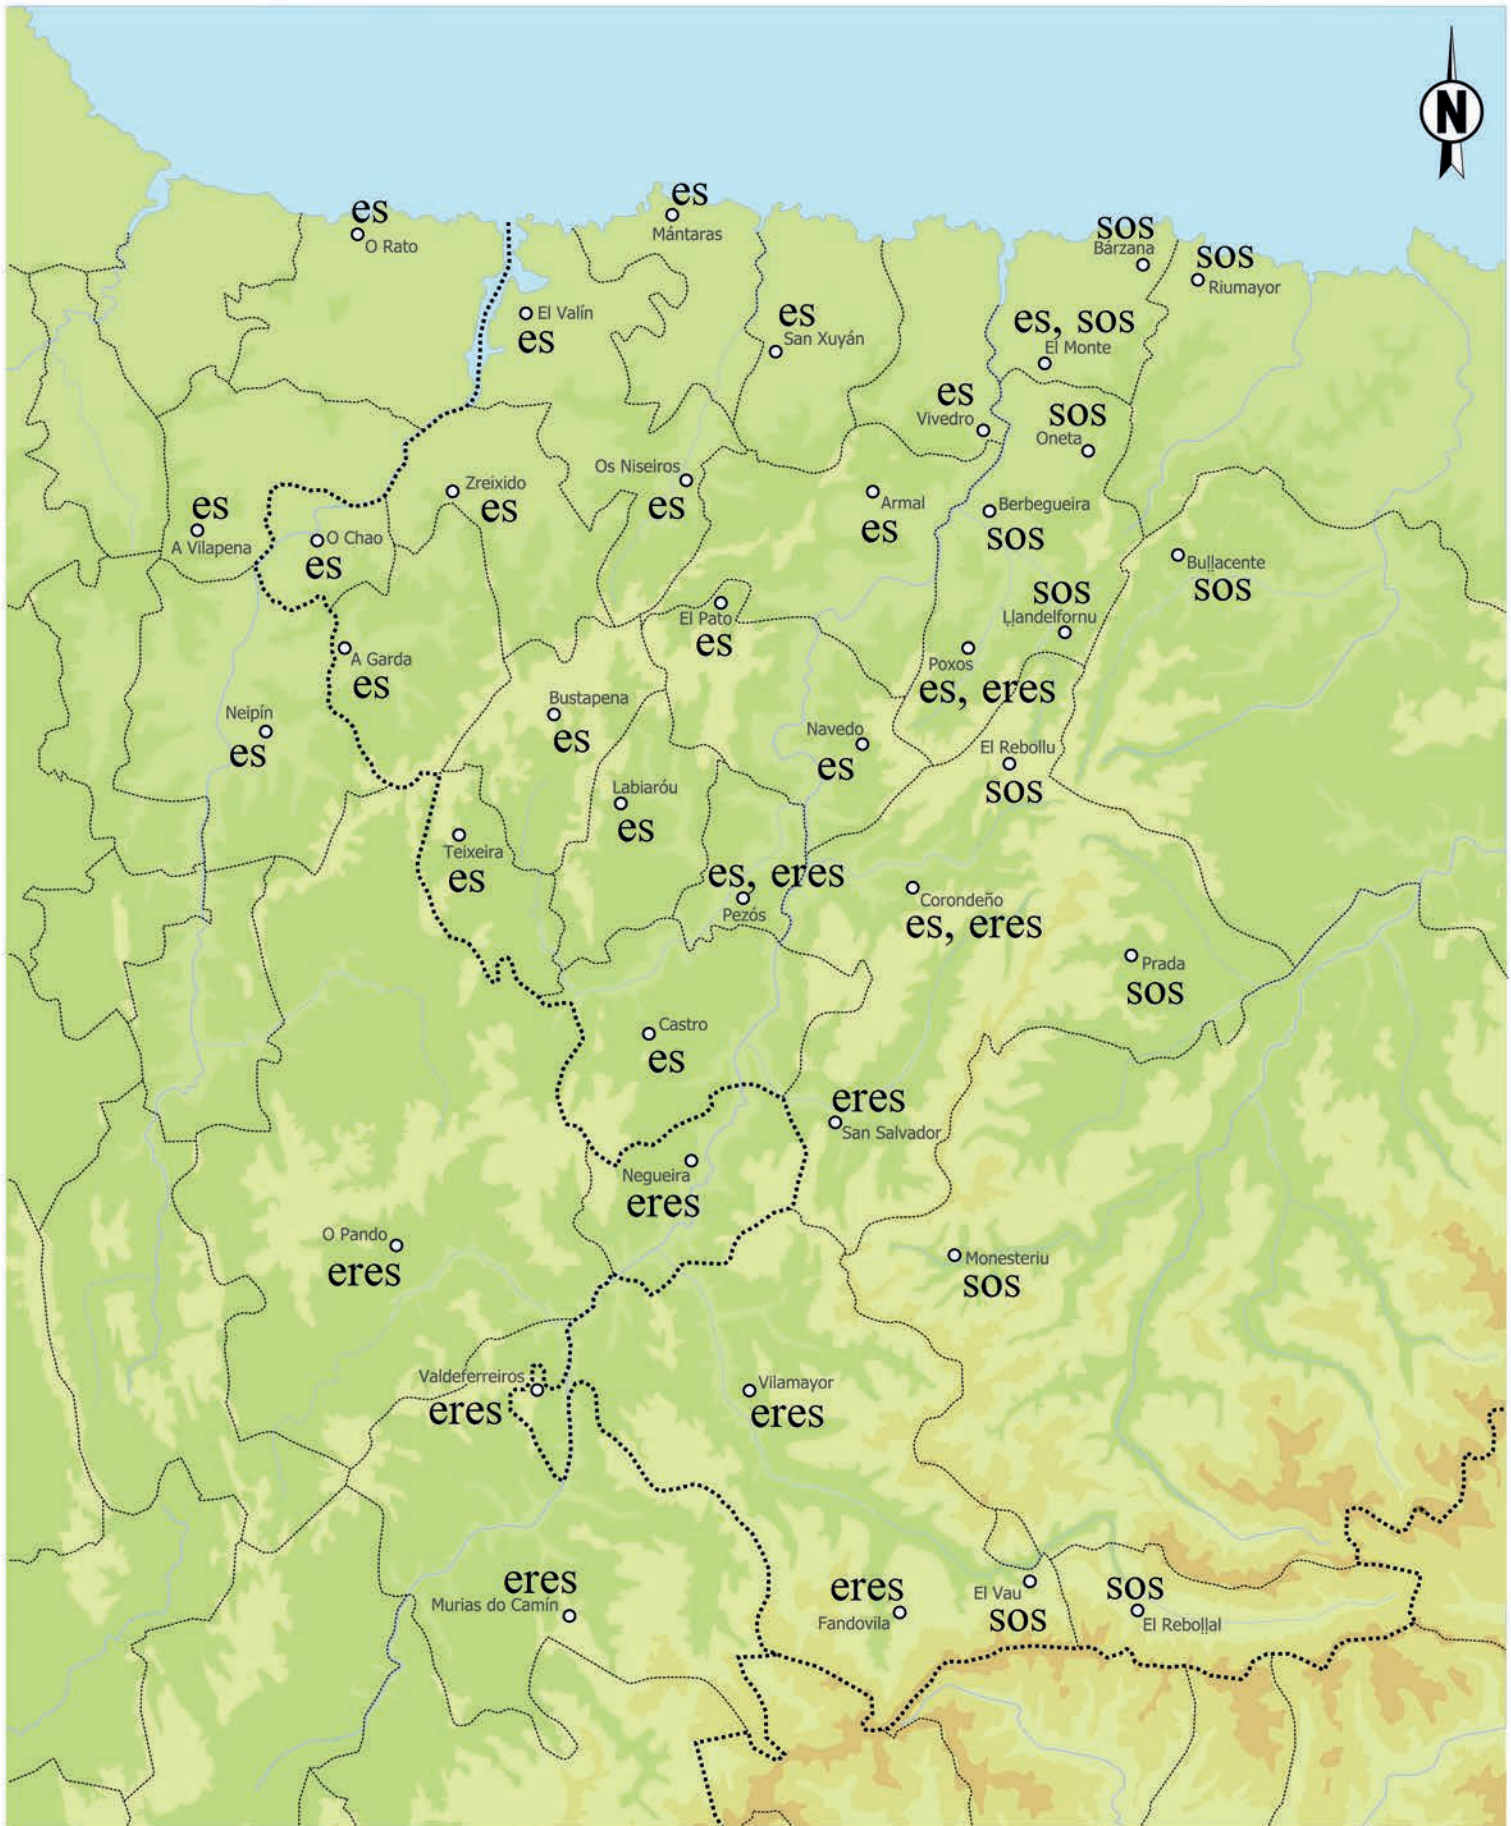 N
es
O Rato
es
Mántaras
sos
Bárzana
sos
Riumayor
El Valín
es
es
San Xuyán
es, sos
El Monte
es
Vivedro
sos
Oneta
Os Niseiros
es
Zreixido
es
Armal
es
Berbegueira
sos
es
A Vilapena
O Chao
es
Buḷḷacente
sos
sos
Ḷḷandelfornu
El Pato
es
A Garda
es
Poxos
es, eres
Bustapena
es
Neipín
es
Navedo
es
El Rebollu
sos
Labiaróu
es
Teixeira
es
es, eres
Pezós
Corondeño
es, eres
Prada
sos
Castro
es
eres
San Salvador
Negueira
eres
O Pando
eres
Monesteriu
sos
Valdeferreiros
eres
Vilamayor
eres
eres
Murias do Camín
eres
Fandovila
El Vau
sos
sos
El Reboḷḷal